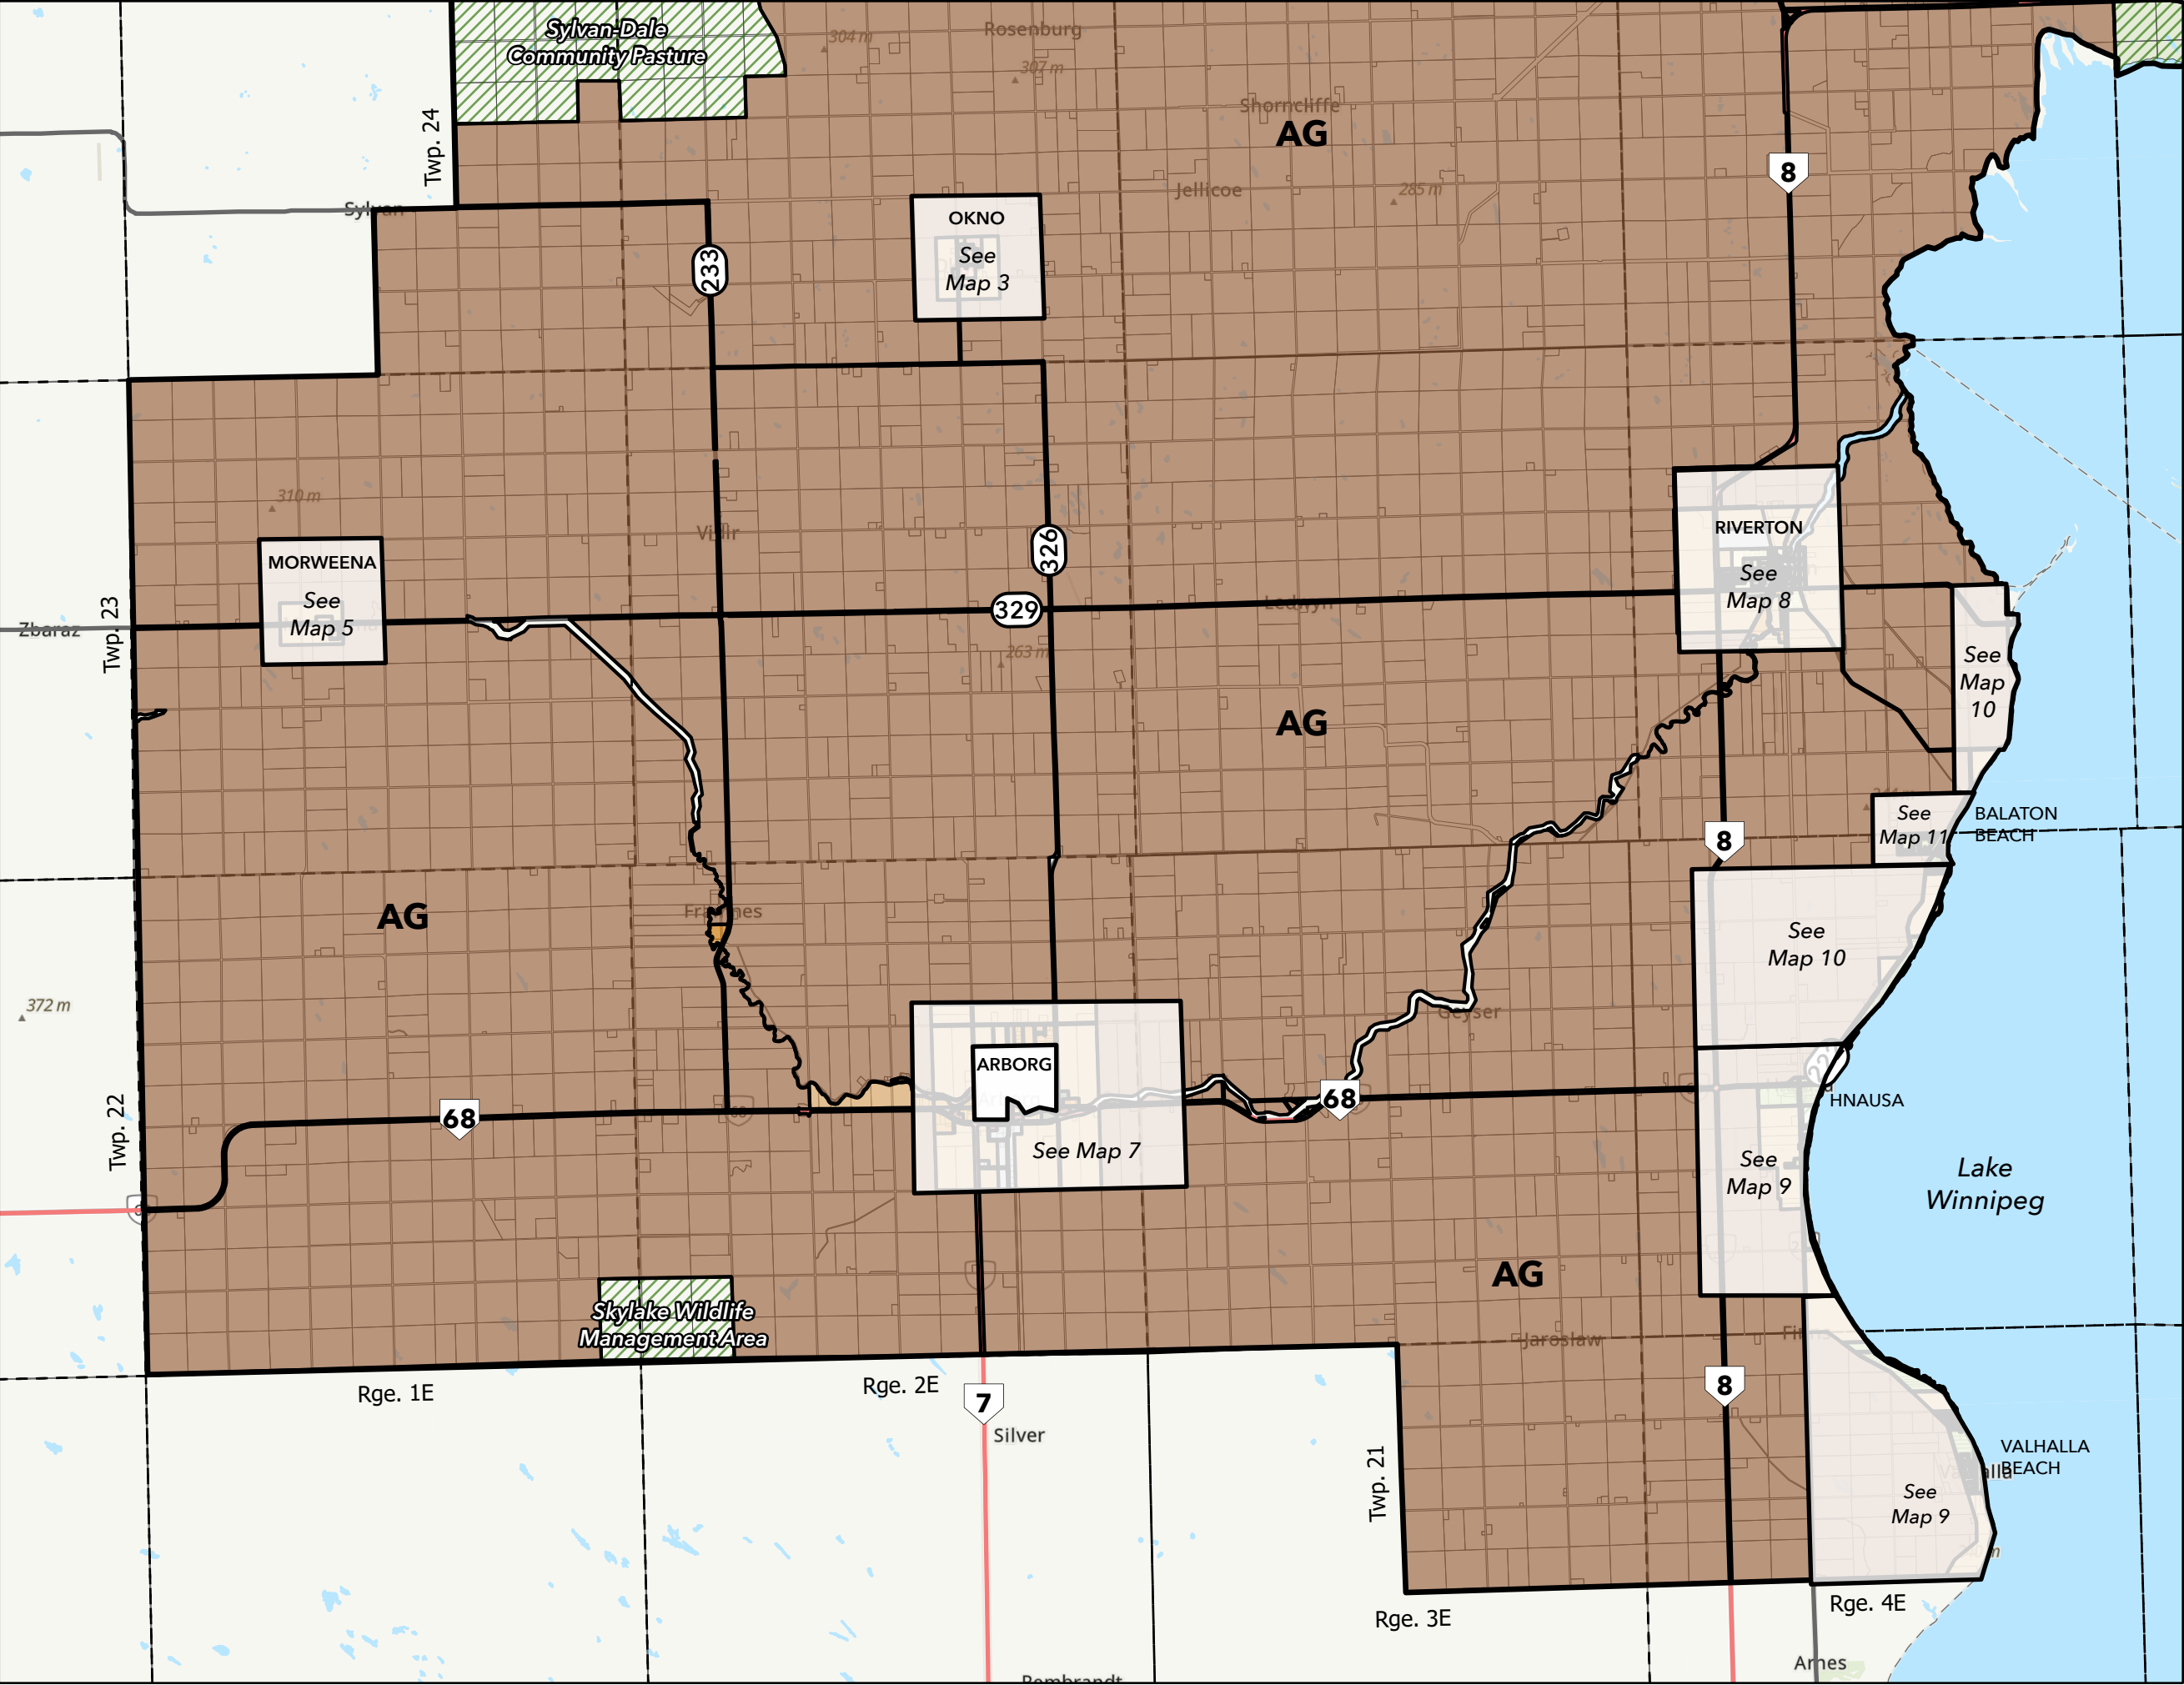 Sylvan-Dale
Community Pasture
304 m
Rosenburg
307 m
Shorncliffe
AG
Twp. 24
8
Jellicoe
285 m
Sylvan
OKNO
See
Map 3
233
310 m
Vidir
326
RIVERTON
See
Map 8
MORWEENA
See
Map 5
Twp. 23
Zbaraz
329
Ledwyn
263 m
See
Map
10
AG
8
See
Map 11
BALATON
BEACH
AG
See
Map 10
372 m
Geyser
ARBORG
See Map 7
68
68
HNAUSA
Twp. 22
See
Map 9
Lake
Winnipeg
AG
Skylake Wildlife
Management Area
Jaroslaw
Rge. 1E
Rge. 2E
7
Silver
8
Twp. 21
VALHALLA
BEACH
See
Map 9
Rge. 3E
Rge. 4E
Arnes